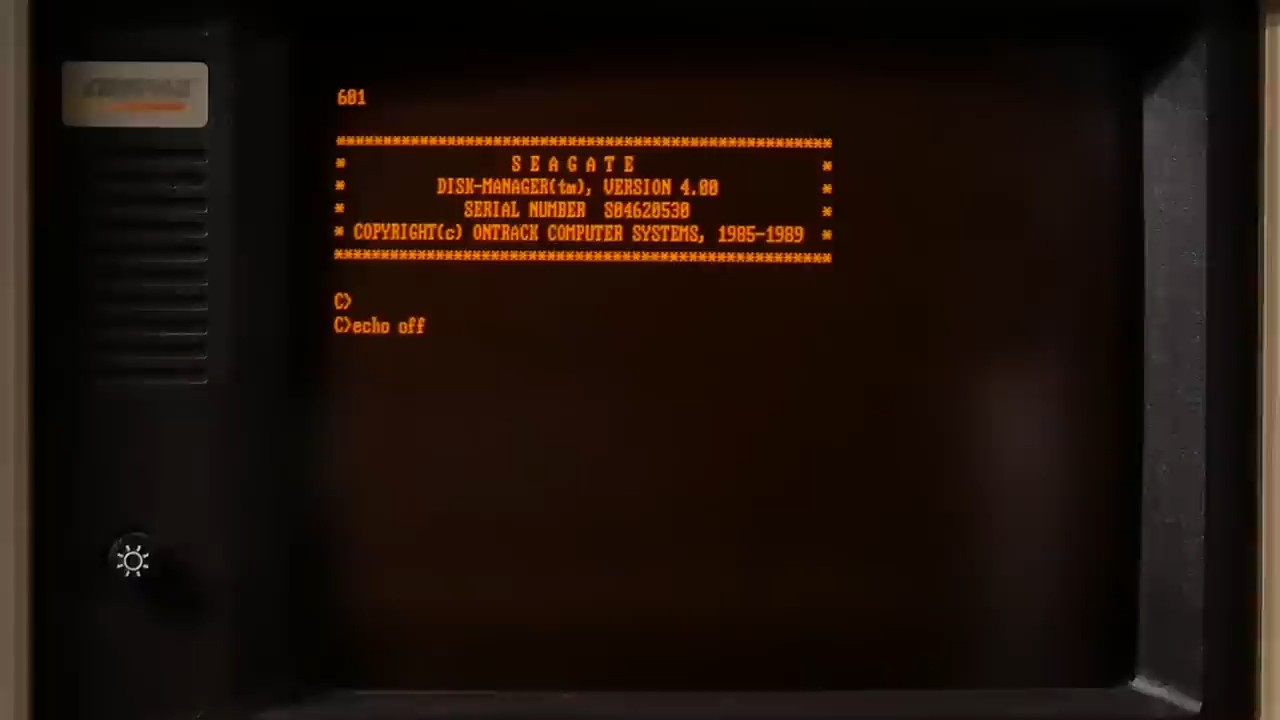 601
******************************************************
* S E A G A T E *
* DISK-MANAGER(tm), VERSION 4.00 *
* SERIAL NUMBER S04620530 *
* COPYRIGHT(c) ONTRACK COMPUTER SYSTEMS, 1985-1989 *
******************************************************
C>
C>echo off